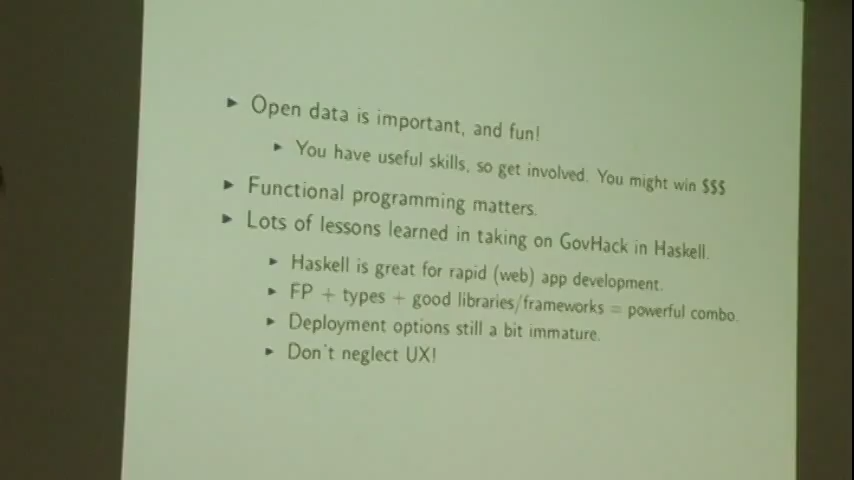 Open data is important, and fun!
You have useful skills, so get involved. You might win $$$
Functional programming matters.
Lots of lessons learned in taking on GovHack in Haskell.
Haskell is great for rapid (web) app development.
FP + types + good libraries/frameworks = powerful combo.
Deployment options still a bit immature.
Don't neglect UX!